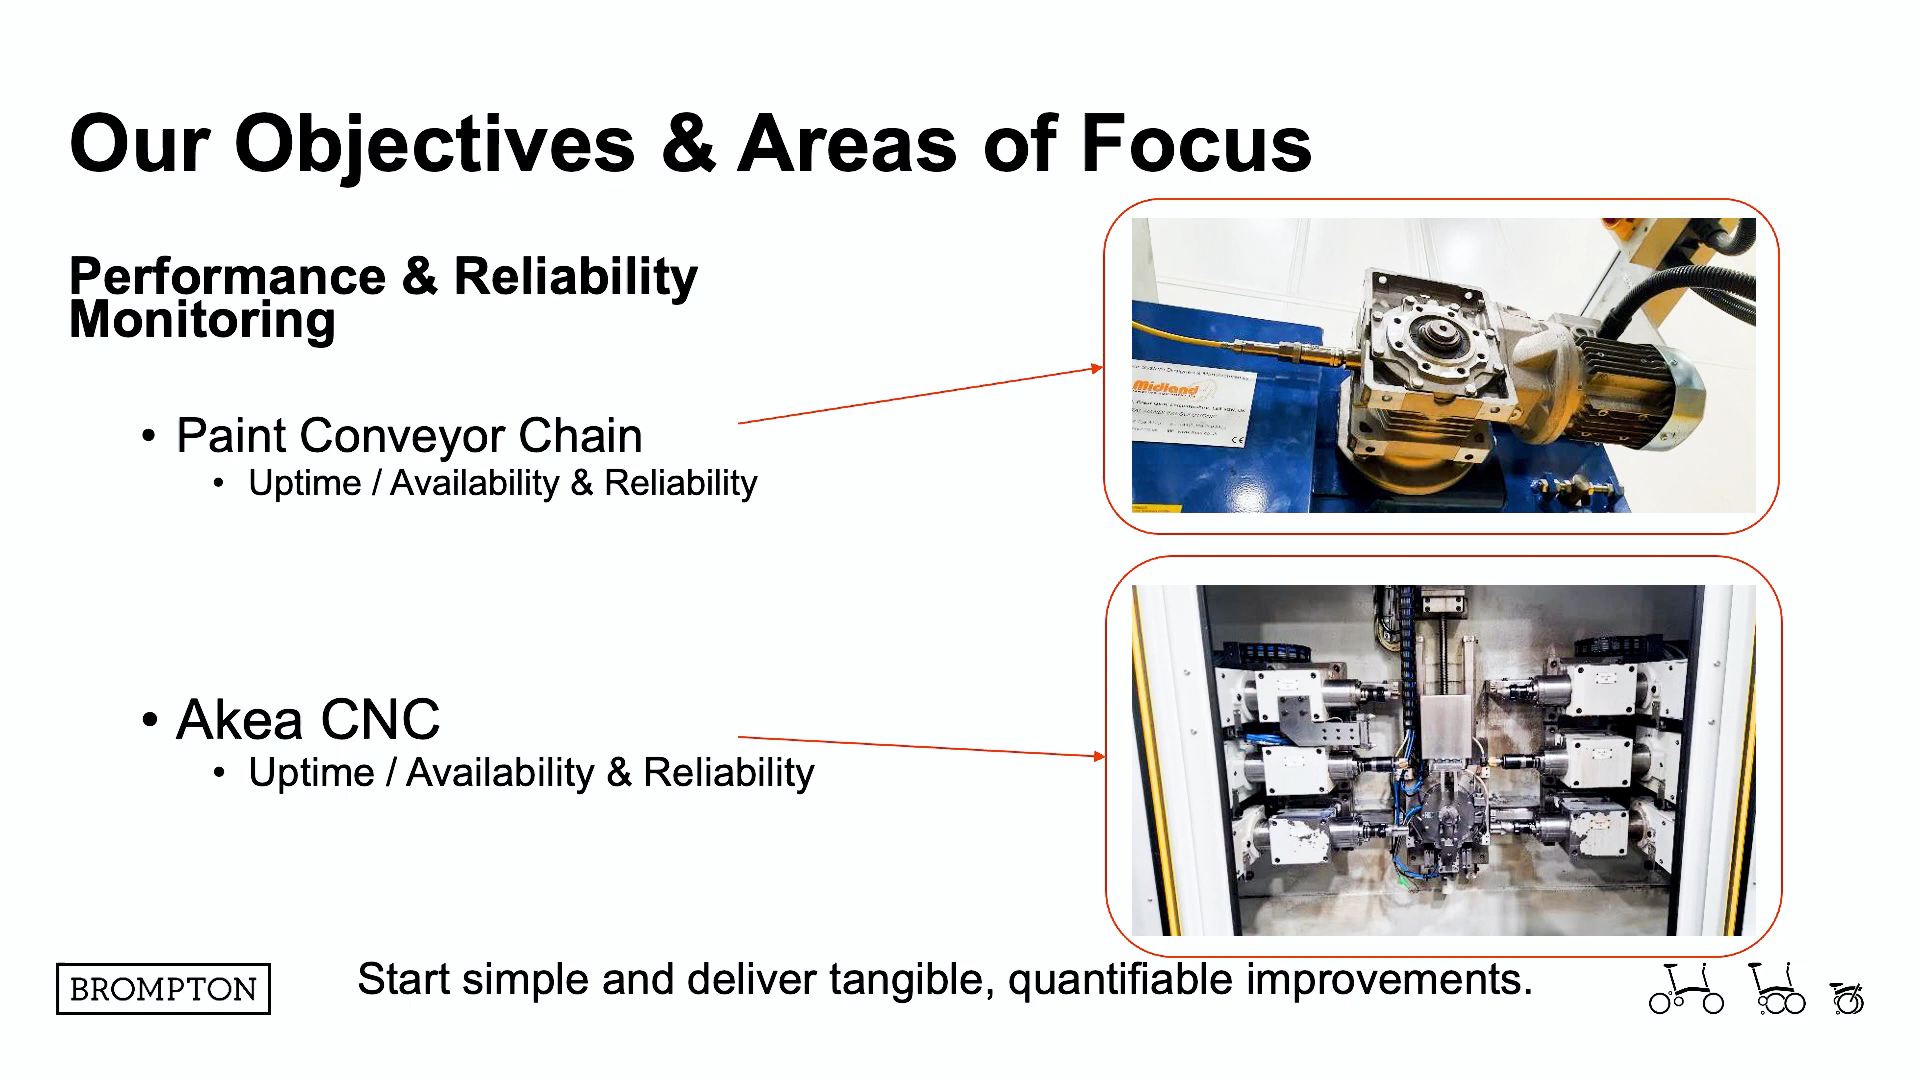 Our Objectives & Areas of Focus
Performance & Reliability
Monitoring
• Paint Conveyor Chain
• Uptime / Availability & Reliability
Midland
• Akea CNC
• Uptime / Availability & Reliability
BROMPTON
Start simple and deliver tangible, quantifiable improvements.